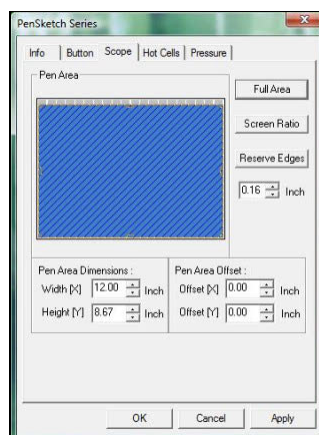 PenSketch Series
Info Button Scope Hot Cells Pressure
Pen Area
Full Area
Screen Ratio
Reserve Edges
0.16 Inch
Pen Area Dimensions :
Width [X] 12.00 Inch
Height [Y] 8.67 Inch
Pen Area Offset :
Offset [X] 0.00 Inch
Offset [Y] 0.00 Inch
OK Cancel Apply